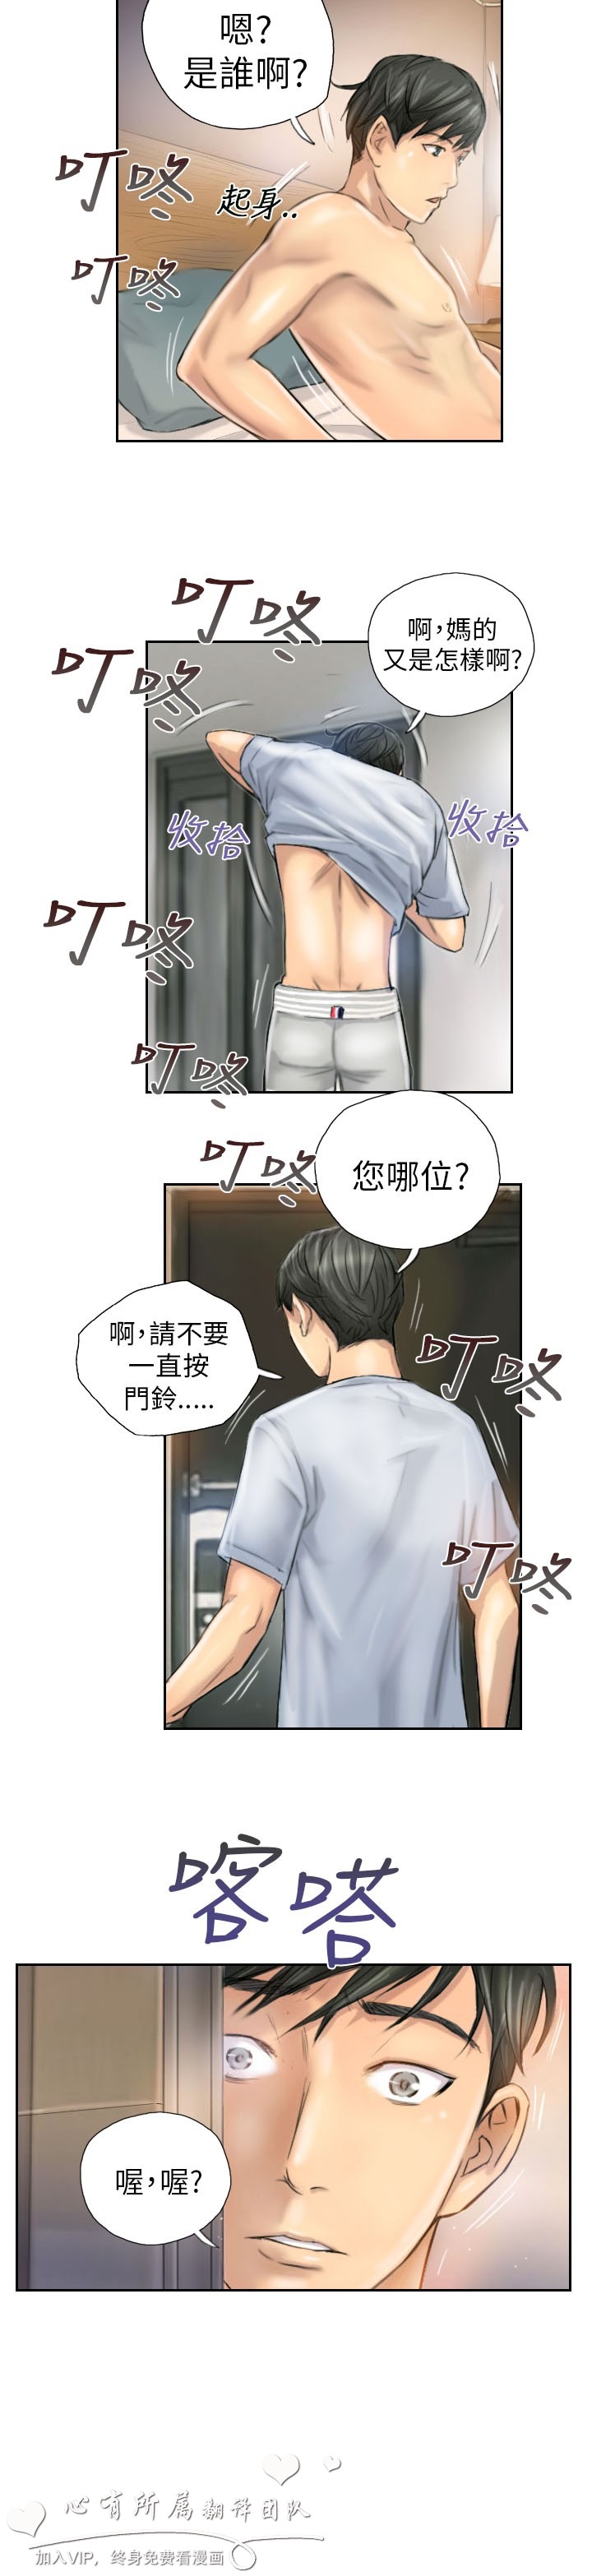 嗯?
是誰啊?
叮咚
起身..
叮咚
叮咚
啊,媽的
又是怎樣啊?
叮咚
收拾
收拾
叮咚
叮咚
叮咚
您哪位?
啊,請不要
一直按
門鈴.....
叮咚
叮咚
喀嗒
喔,喔?
心有所属翻译团队
加入VIP,终身免费看漫画